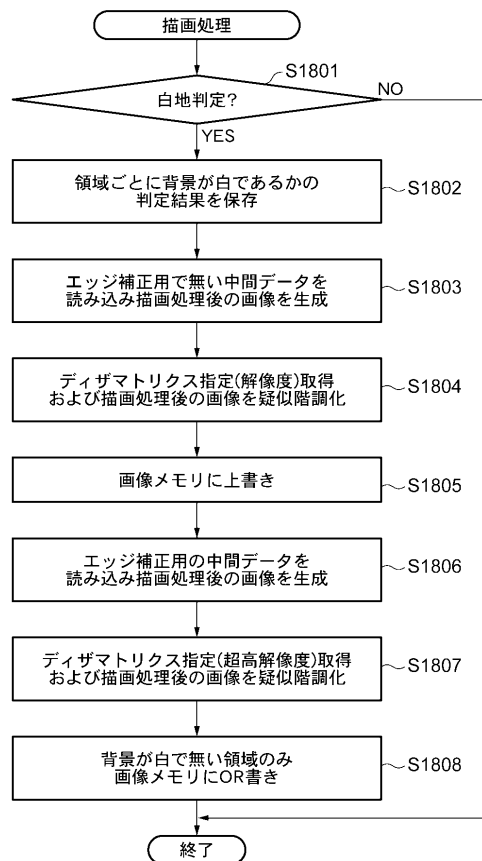 描画処理
S1801
白地判定?
NO
YES
領域ごとに背景が白であるかの
判定結果を保存
S1802
エッジ補正用で無い中間データを
読み込み描画処理後の画像を生成
S1803
ディザマトリクス指定(解像度)取得
および描画処理後の画像を疑似階調化
S1804
画像メモリに上書き
S1805
エッジ補正用の中間データを
読み込み描画処理後の画像を生成
S1806
ディザマトリクス指定(超高解像度)取得
および描画処理後の画像を疑似階調化
S1807
背景が白で無い領域のみ
画像メモリにOR書き
S1808
終了